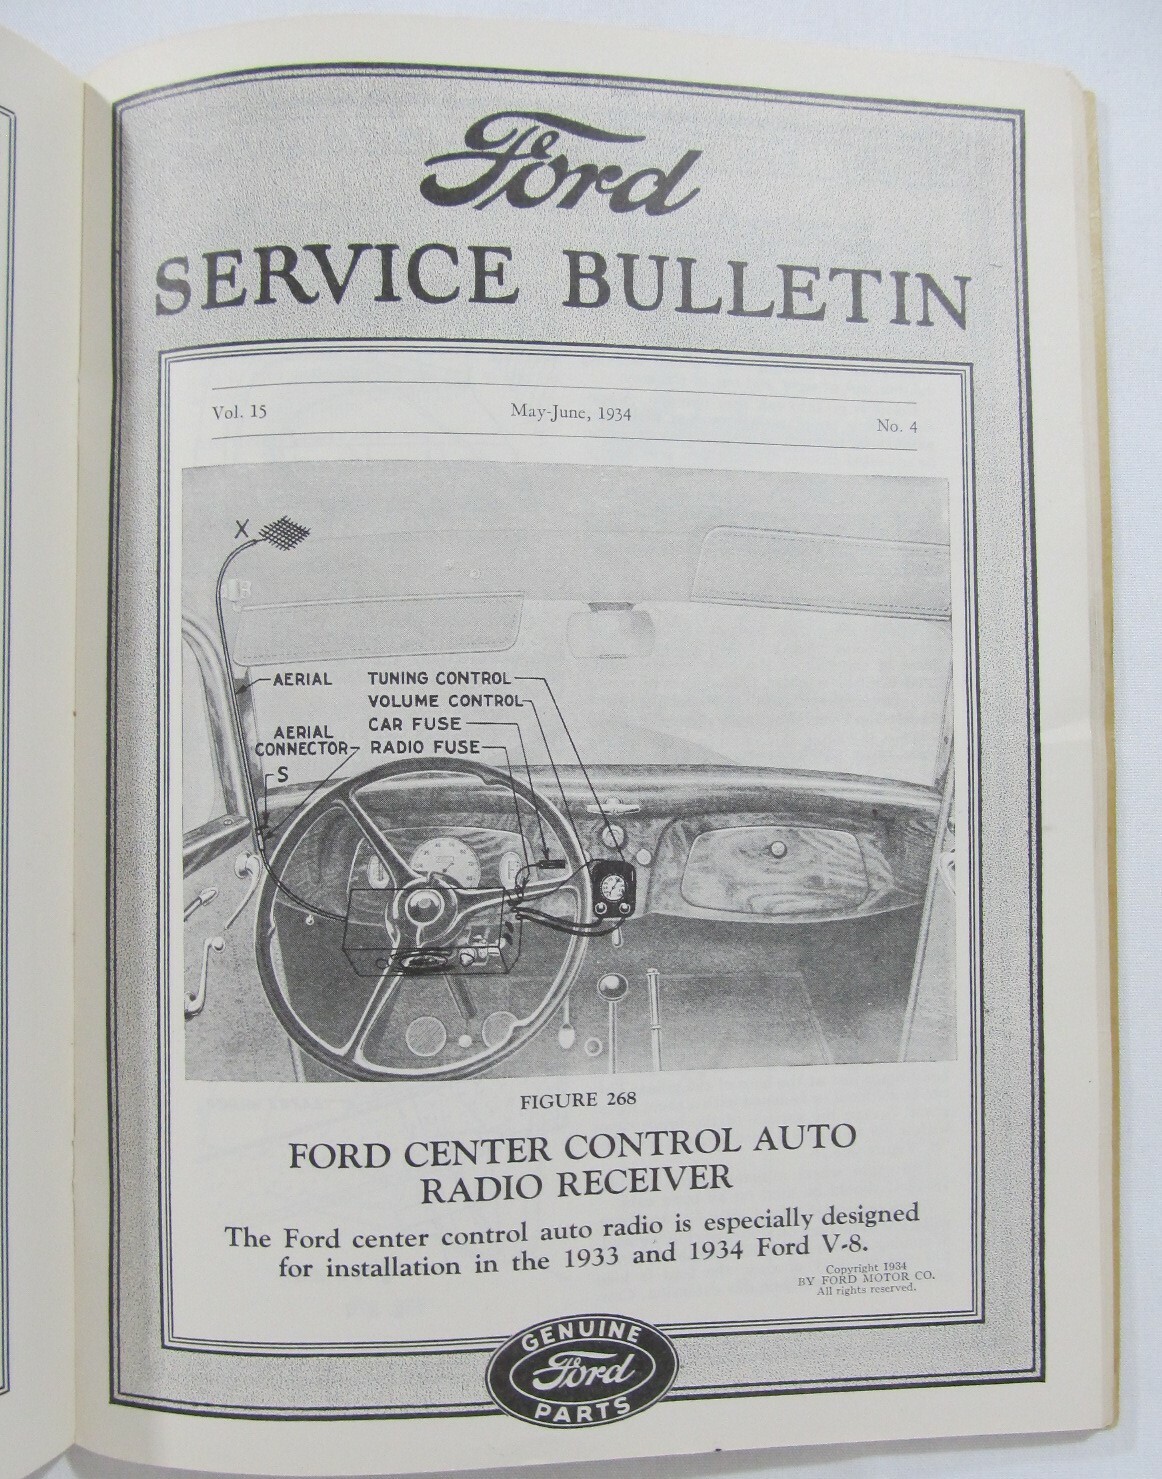 Ford
SERVICE BULLETIN
Vol. 15 May-June, 1934 No. 4
X
AERIAL TUNING CONTROL
VOLUME CONTROL
CAR FUSE
AERIAL
CONNECTOR RADIO FUSE
S
FIGURE 268
FORD CENTER CONTROL AUTO
RADIO RECEIVER
The Ford center control auto radio is especially designed
for installation in the 1933 and 1934 Ford V-8.
Copyright 1934
BY FORD MOTOR CO.
All rights reserved.
GENUINE
Ford
PARTS